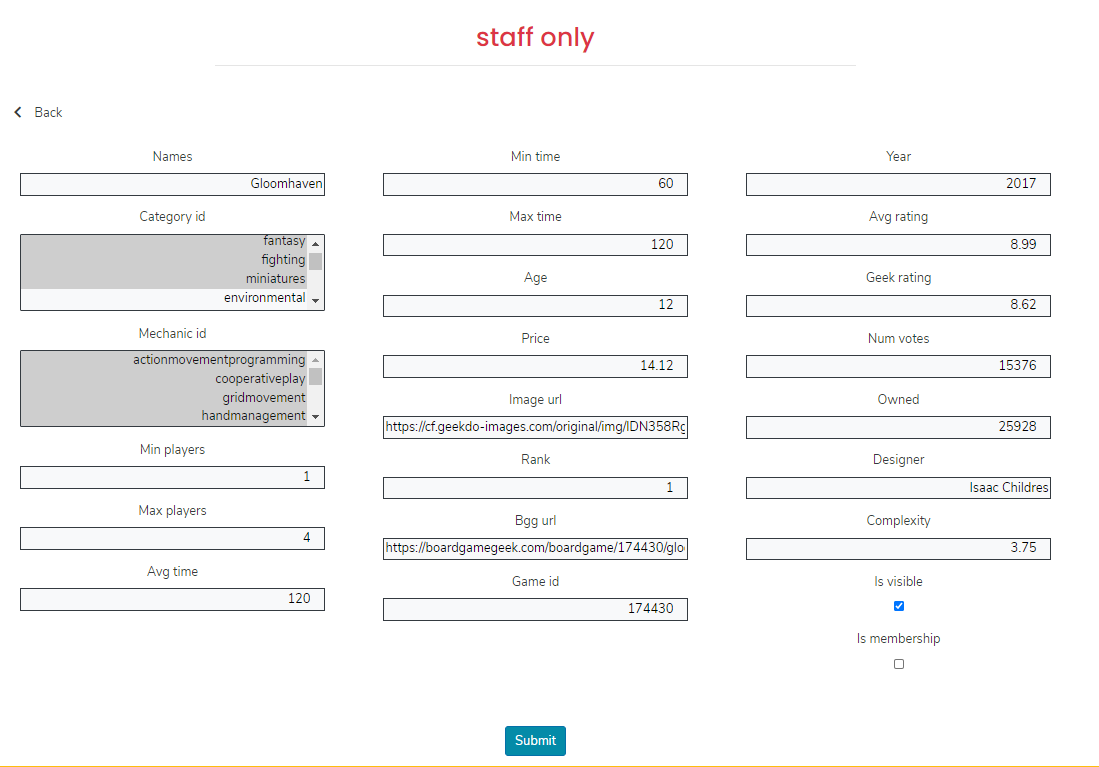 staff only
Back
Names
Gloomhaven
Category id
fantasy
fighting
miniatures
environmental
Mechanic id
actionmovementprogramming
cooperativeplay
gridmovement
handmanagement
Min players
1
Max players
4
Avg time
120
Min time
60
Max time
120
Age
12
Price
14.12
Image url
https://cf.geekdo-images.com/original/img/lDN358Rg
Rank
1
Bgg url
https://boardgamegeek.com/boardgame/174430/glo
Game id
174430
Year
2017
Avg rating
8.99
Geek rating
8.62
Num votes
15376
Owned
25928
Designer
Isaac Childres
Complexity
3.75
Is visible
Is membership
Submit